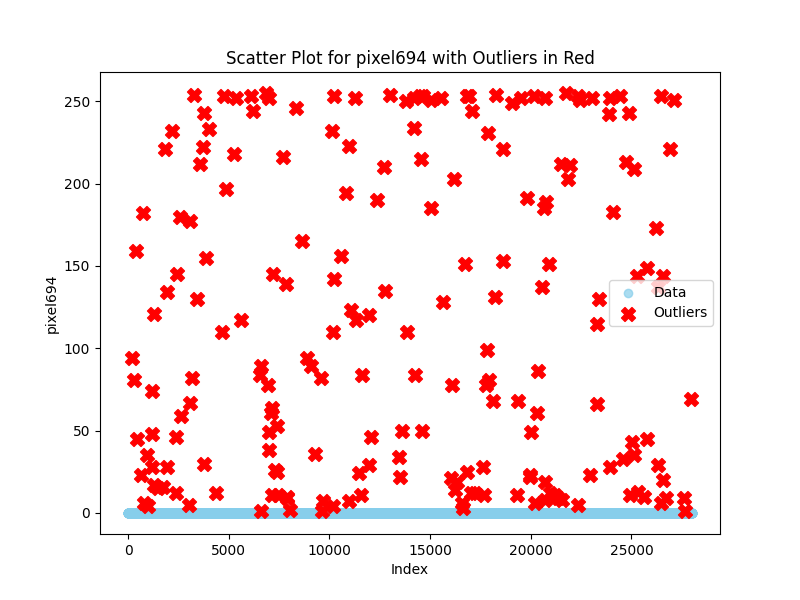 Scatter Plot for pixel694 with Outliers in Red
250
200
150
100
50
0
pixel694
Data
Outliers
0
5000
10000
15000
20000
25000
Index